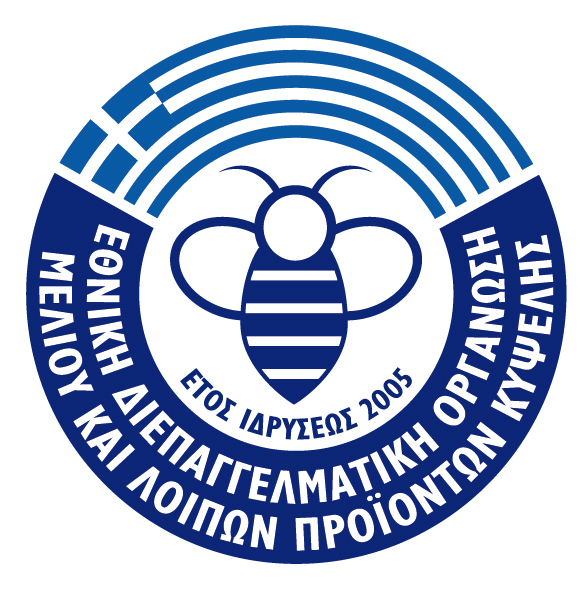 ΕΘΝΙΚΗ ΔΙΕΠΑΓΓΕΛΜΑΤΙΚΗ ΟΡΓΑΝΩΣΗ
ΜΕΛΙΟΥ ΚΑΙ ΛΟΙΠΩΝ ΠΡΟΪΟΝΤΩΝ ΚΥΨΕΛΗΣ
ΕΤΟΣ ΙΔΡΥΣΕΩΣ 2005